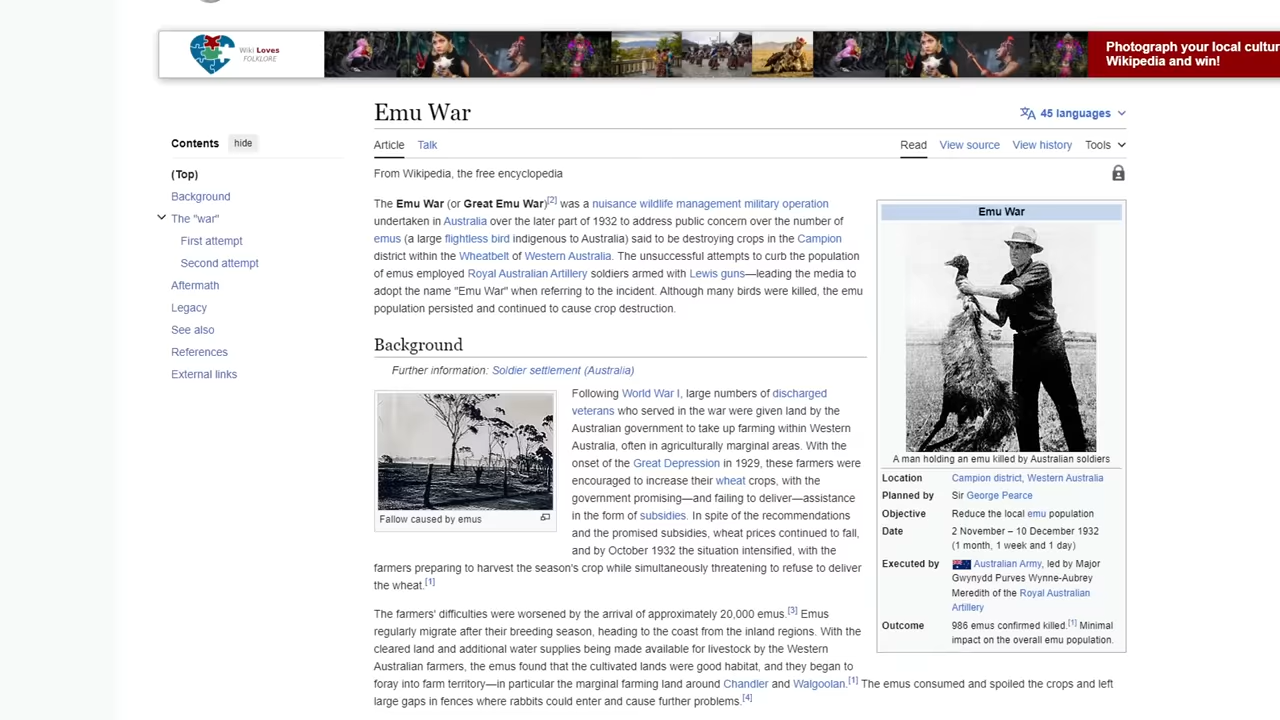 Wiki Loves
FOLKLORE
Photograph your local cultur
Wikipedia and win!
Emu War
45 languages
Contents hide
(Top)
Background
The "war"
First attempt
Second attempt
Aftermath
Legacy
See also
References
External links
Article Talk
Read View source View history Tools
From Wikipedia, the free encyclopedia
The Emu War (or Great Emu War)[2] was a nuisance wildlife management military operation
undertaken in Australia over the later part of 1932 to address public concern over the number of
emus (a large flightless bird indigenous to Australia) said to be destroying crops in the Campion
district within the Wheatbelt of Western Australia. The unsuccessful attempts to curb the population
of emus employed Royal Australian Artillery soldiers armed with Lewis guns—leading the media to
adopt the name "Emu War" when referring to the incident. Although many birds were killed, the emu
population persisted and continued to cause crop destruction.
Background
Further information: Soldier settlement (Australia)
Fallow caused by emus
Following World War I, large numbers of discharged
veterans who served in the war were given land by the
Australian government to take up farming within Western
Australia, often in agriculturally marginal areas. With the
onset of the Great Depression in 1929, these farmers were
encouraged to increase their wheat crops, with the
government promising—and failing to deliver—assistance
in the form of subsidies. In spite of the recommendations
and the promised subsidies, wheat prices continued to fall,
and by October 1932 the situation intensified, with the
farmers preparing to harvest the season's crop while simultaneously threatening to refuse to deliver
the wheat.[1]
The farmers' difficulties were worsened by the arrival of approximately 20,000 emus.[3] Emus
regularly migrate after their breeding season, heading to the coast from the inland regions. With the
cleared land and additional water supplies being made available for livestock by the Western
Australian farmers, the emus found that the cultivated lands were good habitat, and they began to
foray into farm territory—in particular the marginal farming land around Chandler and Walgoolan.[1] The emus consumed and spoiled the crops and left
large gaps in fences where rabbits could enter and cause further problems.[4]
Emu War
A man holding an emu killed by Australian soldiers
Location Campion district, Western Australia
Planned by Sir George Pearce
Objective Reduce the local emu population
Date 2 November – 10 December 1932
(1 month, 1 week and 1 day)
Executed by Australian Army, led by Major
Gwynydd Purves Wynne-Aubrey
Meredith of the Royal Australian
Artillery
Outcome 986 emus confirmed killed.[1] Minimal
impact on the overall emu population.